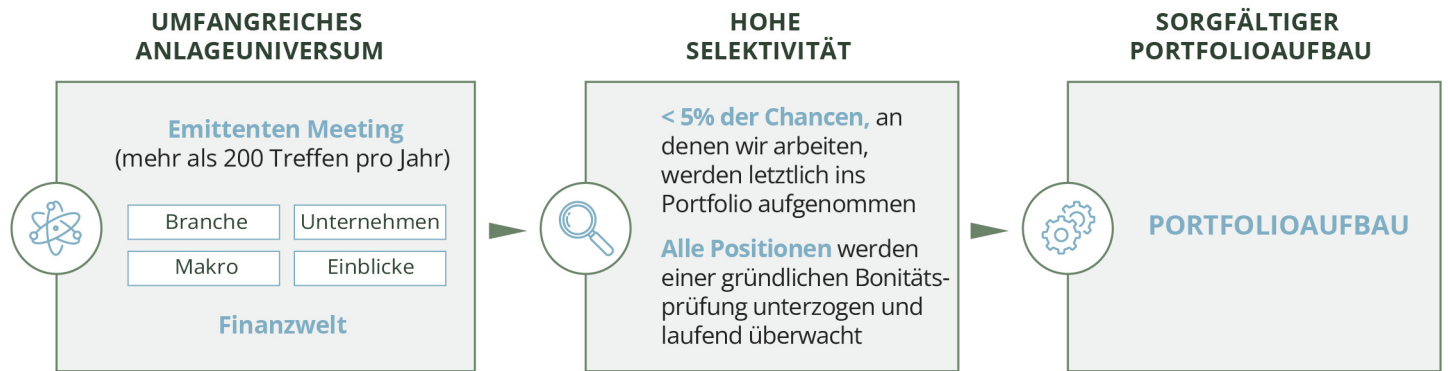 UMFANGREICHES
ANLAGEUNIVERSUM
Emittenten Meeting
(mehr als 200 Treffen pro Jahr)
Branche
Unternehmen
Makro
Einblicke
Finanzwelt
HOHE
SELEKTIVITÄT
< 5% der Chancen, an
denen wir arbeiten,
werden letztlich ins
Portfolio aufgenommen
Alle Positionen werden
einer gründlichen Bonitäts-
prüfung unterzogen und
laufend überwacht
SORGFÄLTIGER
PORTFOLIOAUFBAU
PORTFOLIOAUFBAU